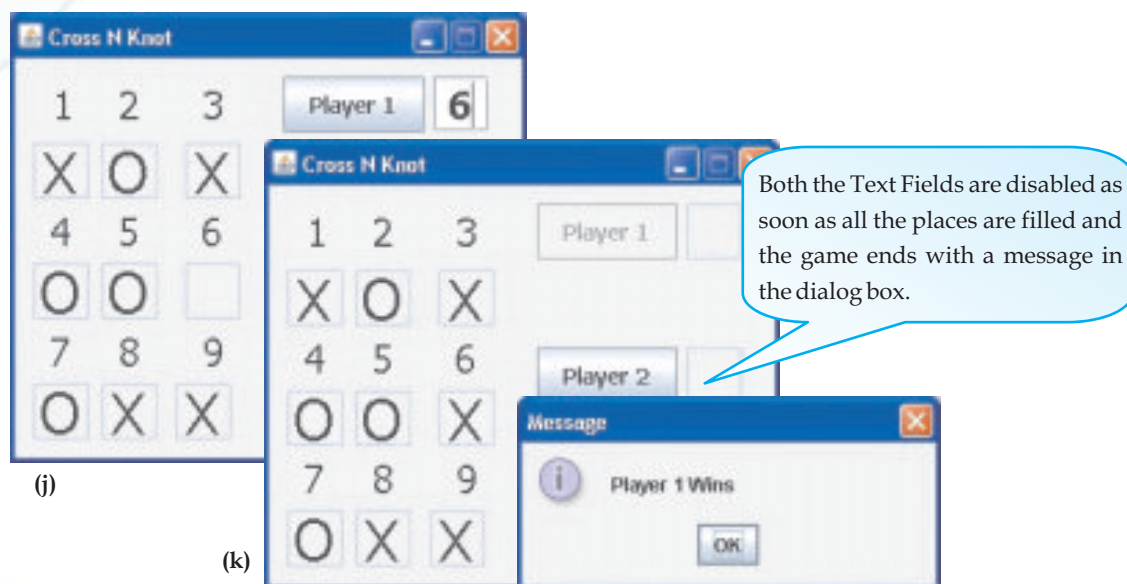 Cross N Knot
1 2 3 Player 1 6
X O X
4 5 6
O O
7 8 9
O X X
(j)
Cross N Knot
1 2 3 Player 1
X O X
4 5 6 Player 2
O O X
7 8 9
O X X
(k)
Message
i Player 1 Wins
OK
Both the Text Fields are disabled as
soon as all the places are filled and
the game ends with a message in
the dialog box.